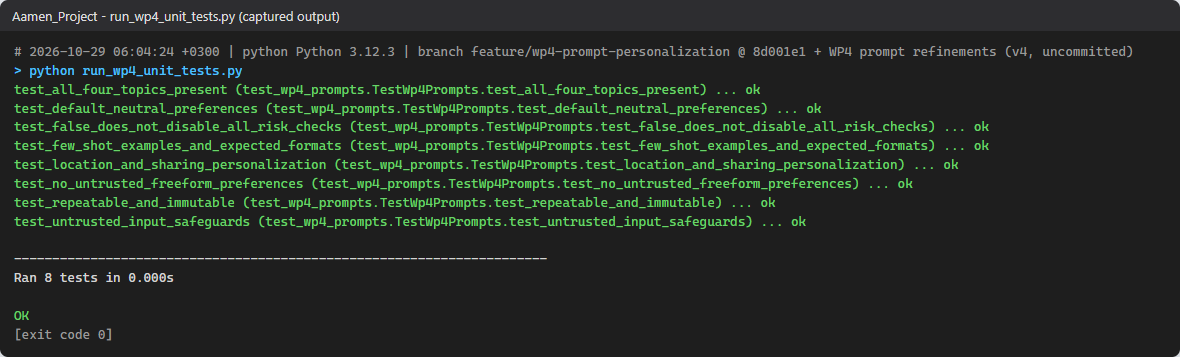 Aamen_Project - run_wp4_unit_tests.py (captured output)
# 2026-10-29 06:04:24 +0300 | python Python 3.12.3 | branch feature/wp4-prompt-personalization @ 8d001e1 + WP4 prompt refinements (v4, uncommitted)
> python run_wp4_unit_tests.py
test_all_four_topics_present (test_wp4_prompts.TestWp4Prompts.test_all_four_topics_present) ... ok
test_default_neutral_preferences (test_wp4_prompts.TestWp4Prompts.test_default_neutral_preferences) ... ok
test_false_does_not_disable_all_risk_checks (test_wp4_prompts.TestWp4Prompts.test_false_does_not_disable_all_risk_checks) ... ok
test_few_shot_examples_and_expected_formats (test_wp4_prompts.TestWp4Prompts.test_few_shot_examples_and_expected_formats) ... ok
test_location_and_sharing_personalization (test_wp4_prompts.TestWp4Prompts.test_location_and_sharing_personalization) ... ok
test_no_untrusted_freeform_preferences (test_wp4_prompts.TestWp4Prompts.test_no_untrusted_freeform_preferences) ... ok
test_repeatable_and_immutable (test_wp4_prompts.TestWp4Prompts.test_repeatable_and_immutable) ... ok
test_untrusted_input_safeguards (test_wp4_prompts.TestWp4Prompts.test_untrusted_input_safeguards) ... ok
----------------------------------------------------------------------
Ran 8 tests in 0.000s
OK
[exit code 0]